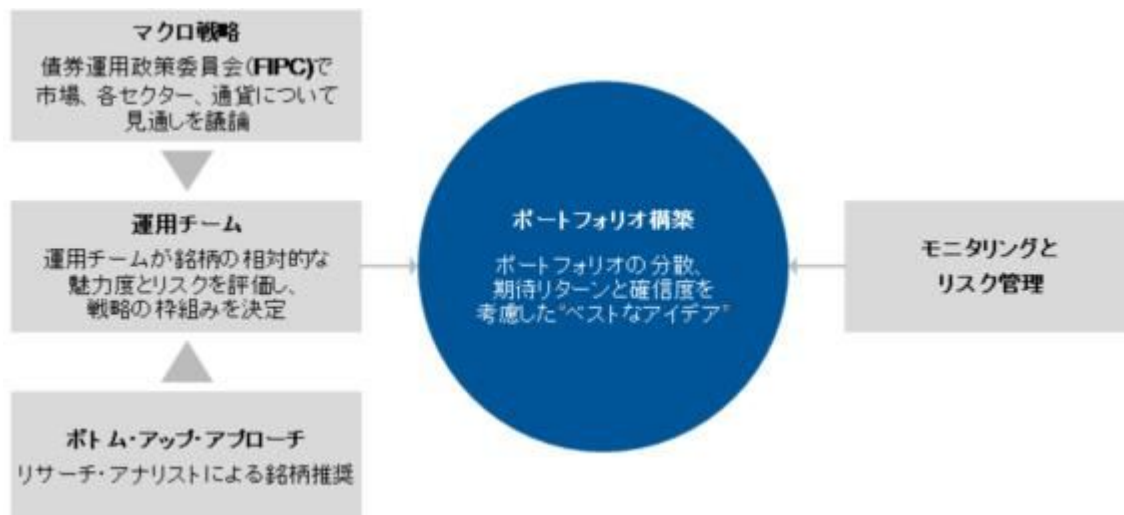 マクロ戦略
債券運用政策委員会(FIPC)で
市場、各セクター、通貨について
見通しを議論
運用チーム
運用チームが銘柄の相対的な
魅力度とリスクを評価し、
戦略の枠組みを決定
ボトム・アップ・アプローチ
リサーチ・アナリストによる銘柄推奨
ポートフォリオ構築
ポートフォリオの分散、
期待リターンと確信度を
考慮した"ベストなアイデア"
モニタリングと
リスク管理